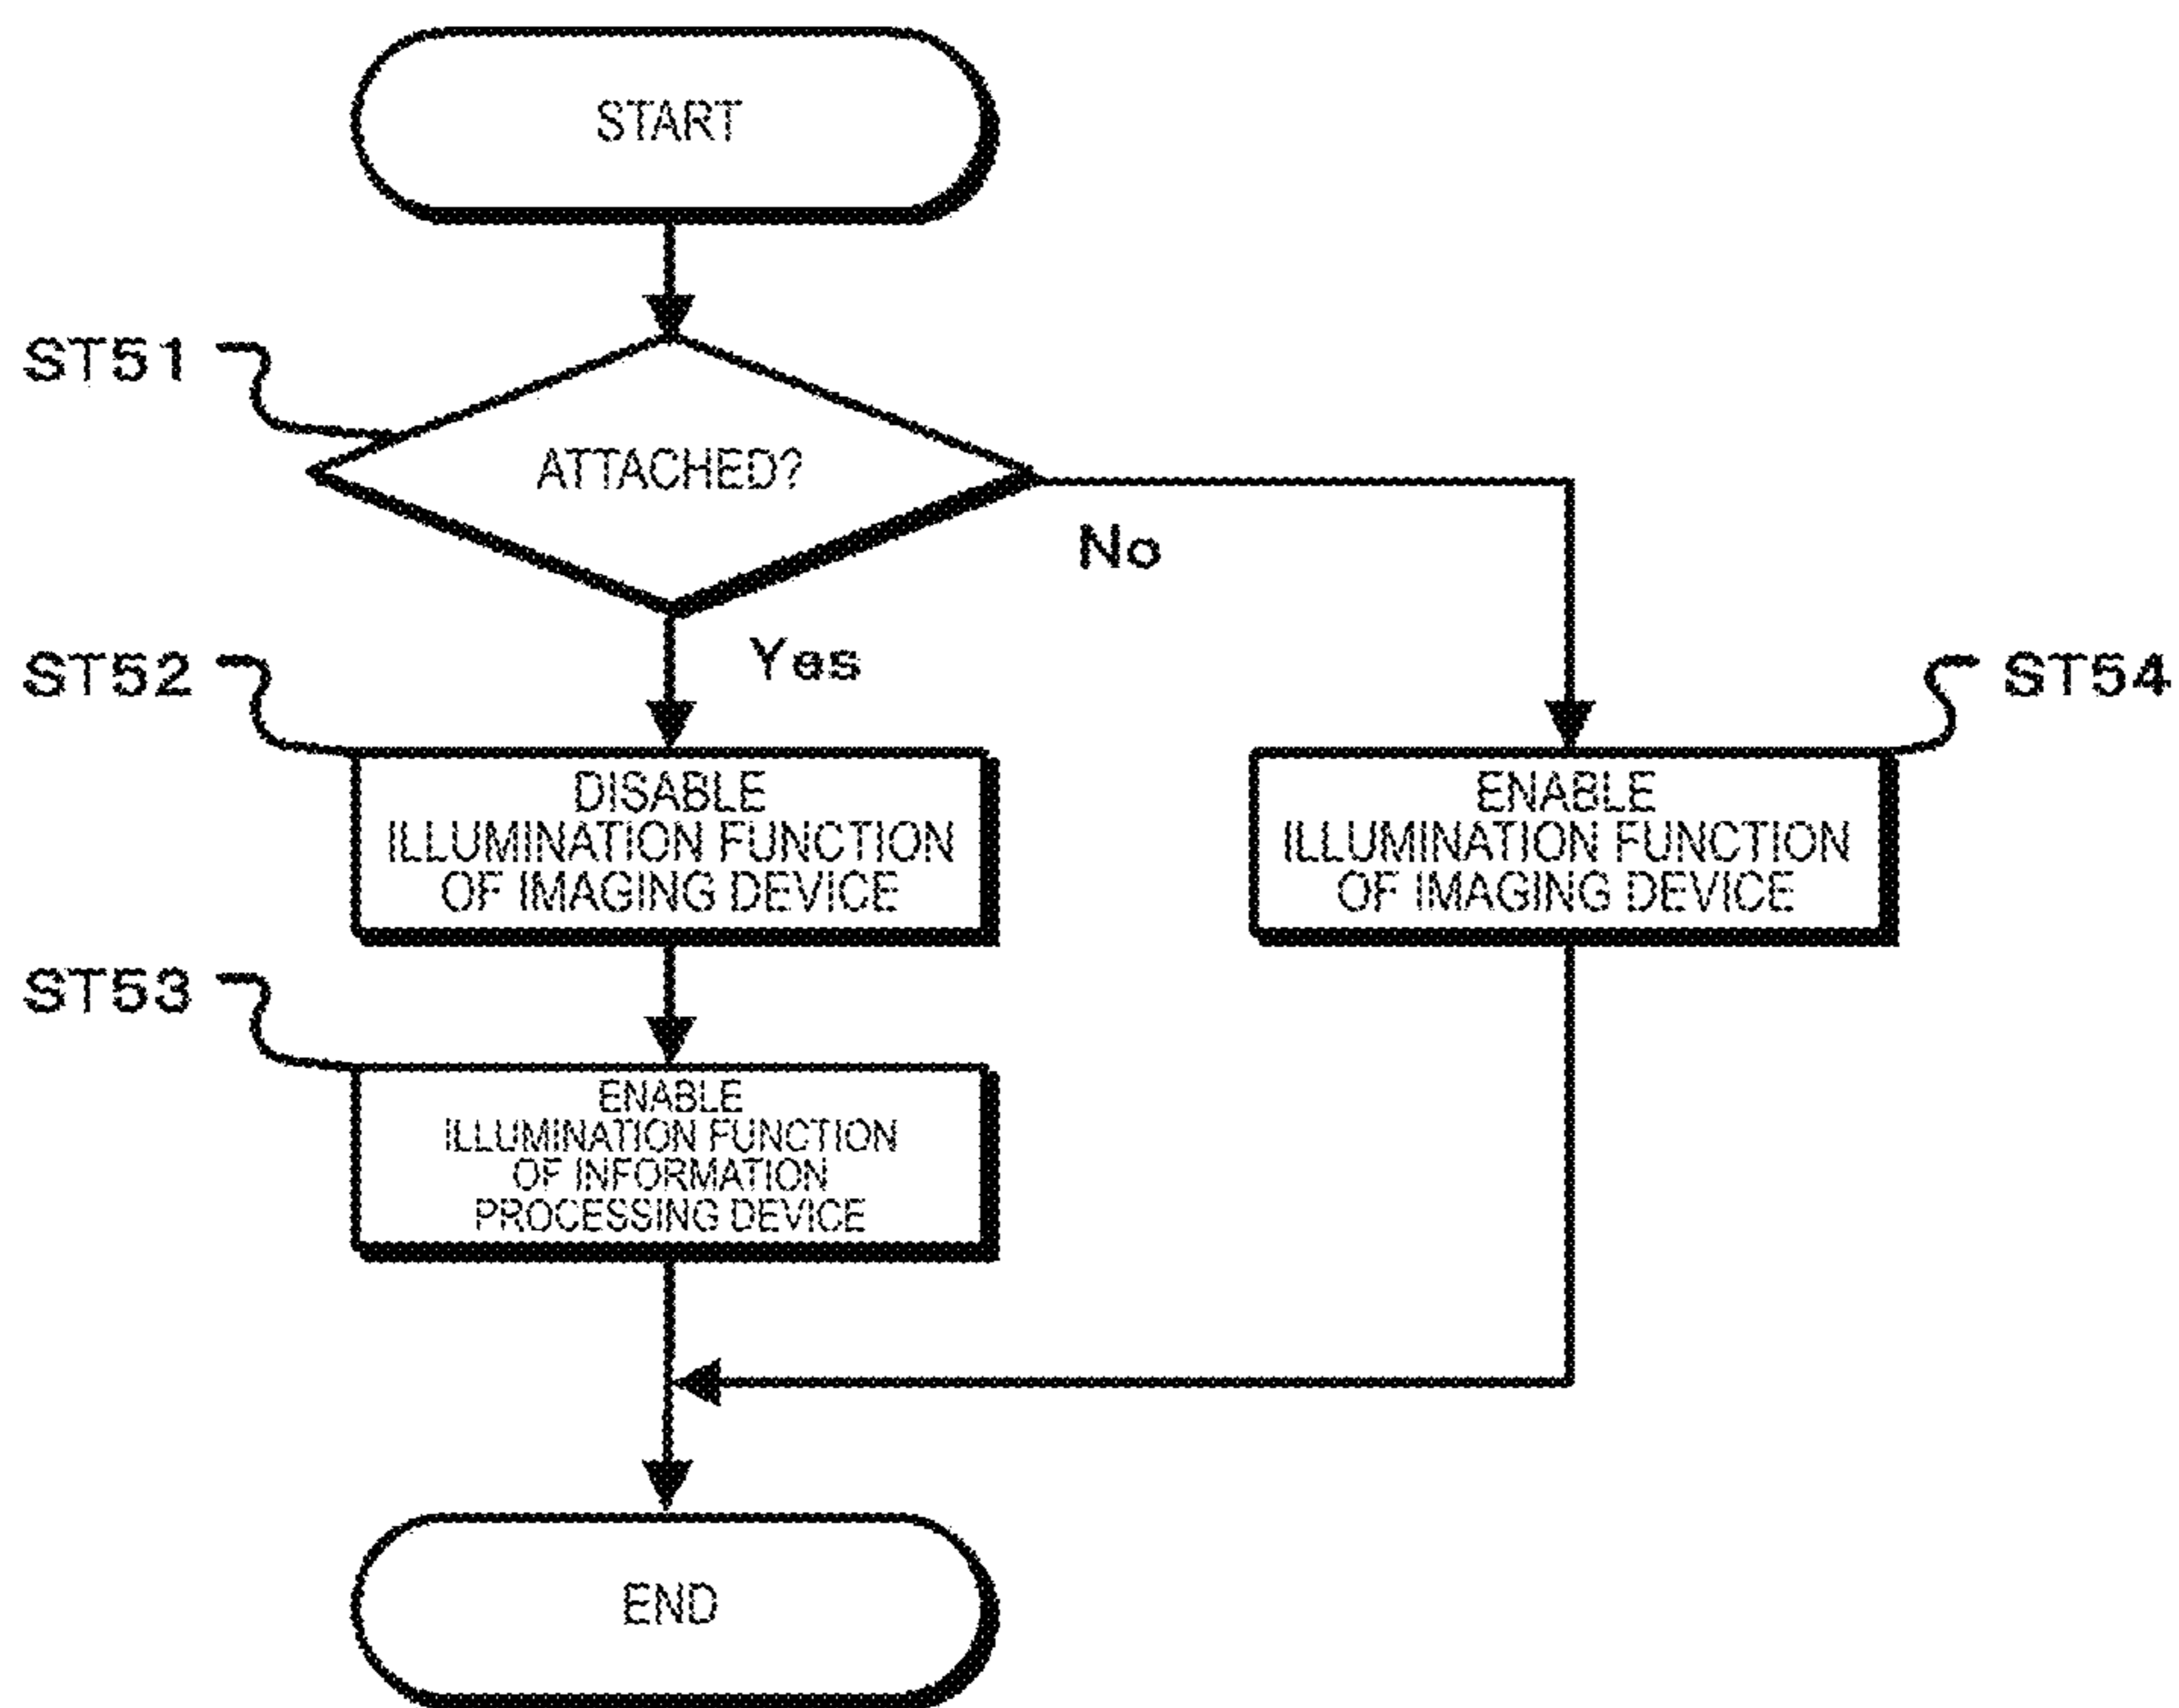 START
ST51
ATTACHED?
No
Yes
ST52
ST54
DISABLE
ILLUMINATION FUNCTION
OF IMAGING DEVICE
ENABLE
ILLUMINATION FUNCTION
OF IMAGING DEVICE
ST53
ENABLE
ILLUMINATION FUNCTION
OF INFORMATION
PROCESSING DEVICE
END